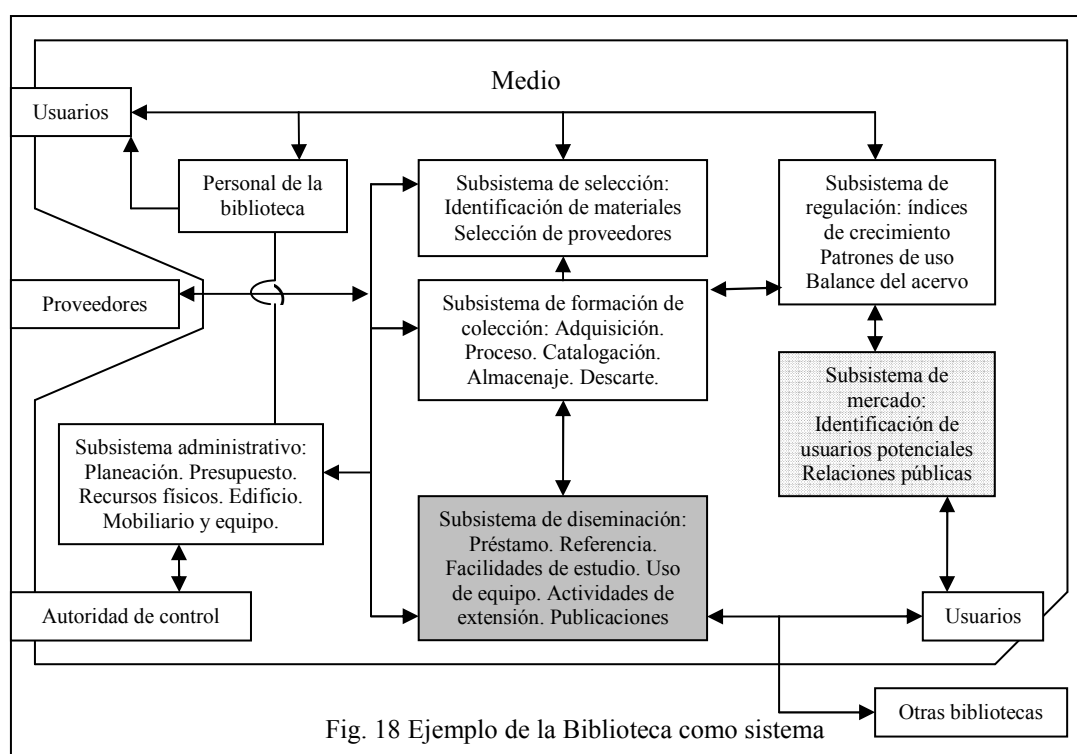 Medio
Usuarios
Personal de la
biblioteca
Subsistema de selección:
Identificación de materiales
Selección de proveedores
Subsistema de
regulación: índices
de crecimiento
Patrones de uso
Balance del acervo
Proveedores
Subsistema de formación de
colección: Adquisición.
Proceso. Catalogación.
Almacenaje. Descarte.
Subsistema de
mercado:
Identificación de
usuarios potenciales
Relaciones públicas
Subsistema administrativo:
Planeación. Presupuesto.
Recursos físicos. Edificio.
Mobiliario y equipo.
Subsistema de diseminación:
Préstamo. Referencia.
Facilidades de estudio. Uso
de equipo. Actividades de
extensión. Publicaciones
Autoridad de control
Usuarios
Otras bibliotecas
Fig. 18 Ejemplo de la Biblioteca como sistema